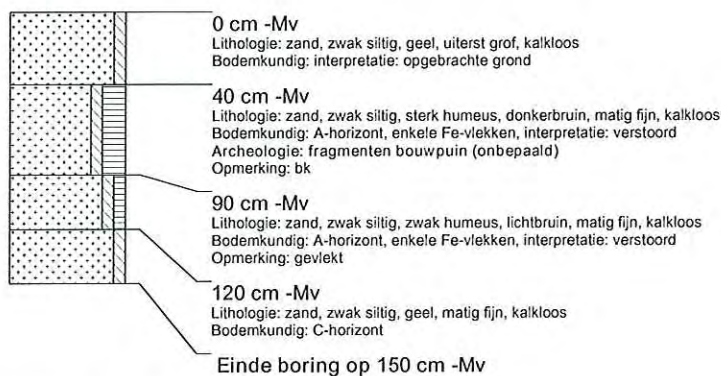 0 cm -Mv
Lithologie: zand, zwak siltig, geel, uiterst grof, kalkloos
Bodemkundig: interpretatie: opgebrachte grond
40 cm -Mv
Lithologie: zand, zwak siltig, sterk humeus, donkerbruin, matig fijn, kalkloos
Bodemkundig: A-horizont, enkele Fe-vlekken, interpretatie: verstoord
Archeologie: fragmenten bouwpuin (onbepaald)
Opmerking: bk
90 cm -Mv
Lithologie: zand, zwak siltig, zwak humeus, lichtbruin, matig fijn, kalkloos
Bodemkundig: A-horizont, enkele Fe-vlekken, interpretatie: verstoord
Opmerking: gevlekt
120 cm -Mv
Lithologie: zand, zwak siltig, geel, matig fijn, kalkloos
Bodemkundig: C-horizont
Einde boring op 150 cm -Mv